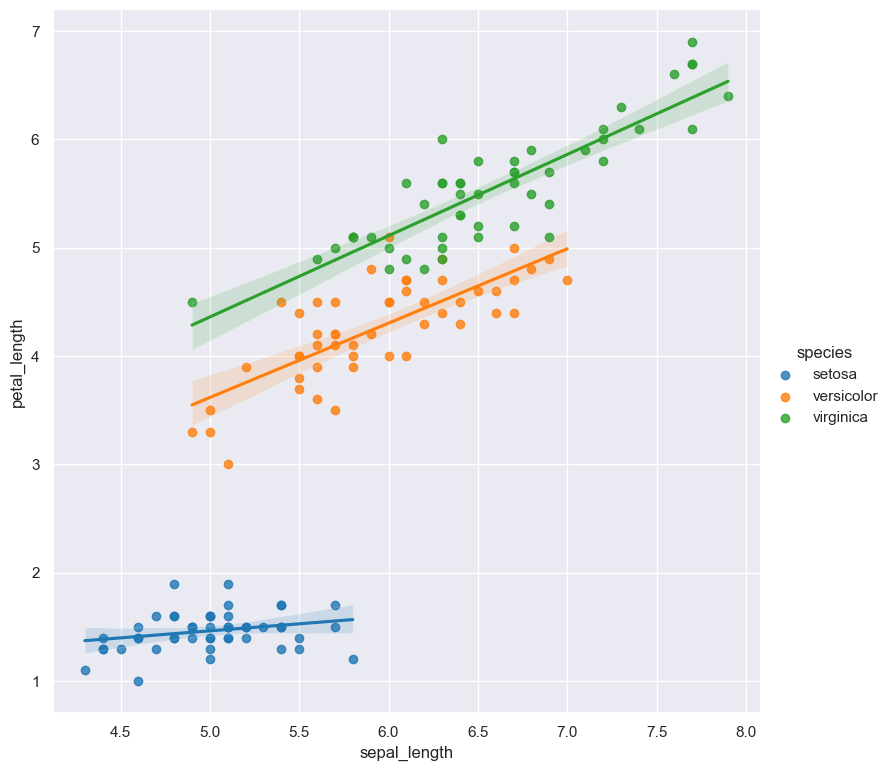 7
6
5
4
3
2
1
petal_length
4.5 5.0 5.5 6.0 6.5 7.0 7.5 8.0
sepal_length
species
setosa
versicolor
virginica